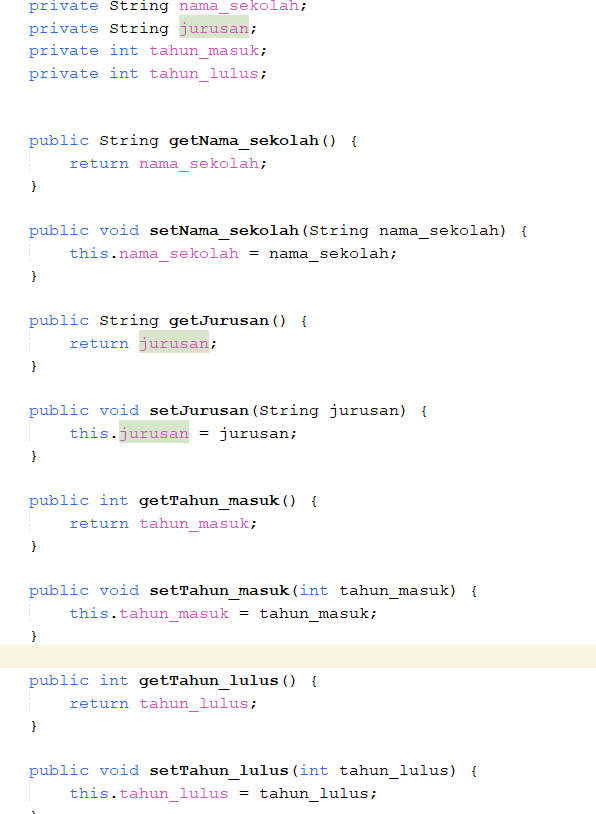 private String nama_sekolah;
private String jurusan;
private int tahun_masuk;
private int tahun_lulus;
public String getNama_sekolah() {
return nama_sekolah;
}
public void setNama_sekolah(String nama_sekolah) {
this.nama_sekolah = nama_sekolah;
}
public String getJurusan() {
return jurusan;
}
public void setJurusan(String jurusan) {
this.jurusan = jurusan;
}
public int getTahun_masuk() {
return tahun_masuk;
}
public void setTahun_masuk(int tahun_masuk) {
this.tahun_masuk = tahun_masuk;
}
public int getTahun_lulus() {
return tahun_lulus;
}
public void setTahun_lulus(int tahun_lulus) {
this.tahun_lulus = tahun_lulus;